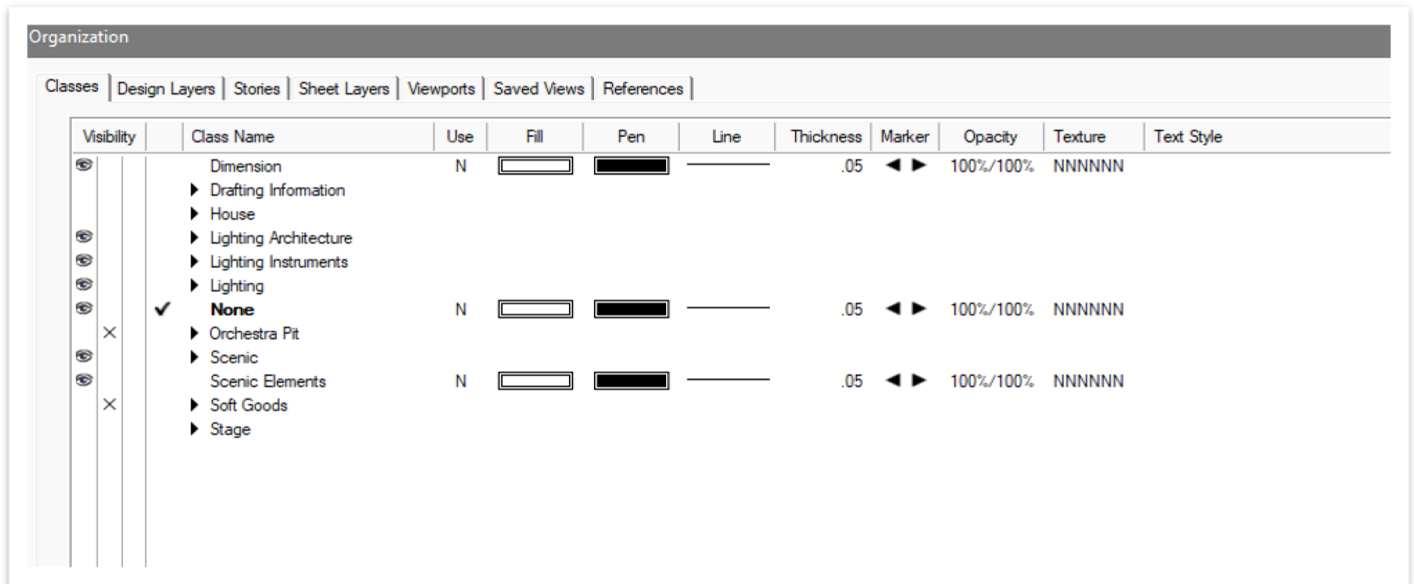 Organization
Classes Design Layers Stories Sheet Layers Viewports Saved Views References
Visibility Class Name Use Fill Pen Line Thickness Marker Opacity Texture Text Style
Dimension N .05 100%/100% NNNNNN
Drafting Information
House
Lighting Architecture
Lighting Instruments
Lighting
None N .05 100%/100% NNNNNN
Orchestra Pit
Scenic
Scenic Elements N .05 100%/100% NNNNNN
Soft Goods
Stage